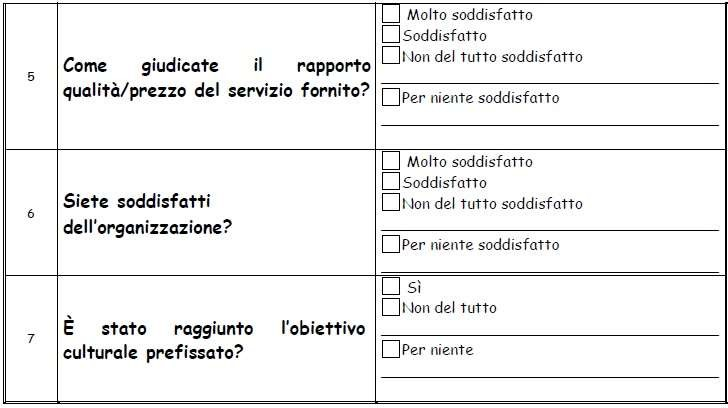 5
Come giudicate il rapporto
qualità/prezzo del servizio fornito?
Molto soddisfatto
Soddisfatto
Non del tutto soddisfatto
Per niente soddisfatto
6
Siete soddisfatti
dell'organizzazione?
Molto soddisfatto
Soddisfatto
Non del tutto soddisfatto
Per niente soddisfatto
7
È stato raggiunto l'obiettivo
culturale prefissato?
Sì
Non del tutto
Per niente